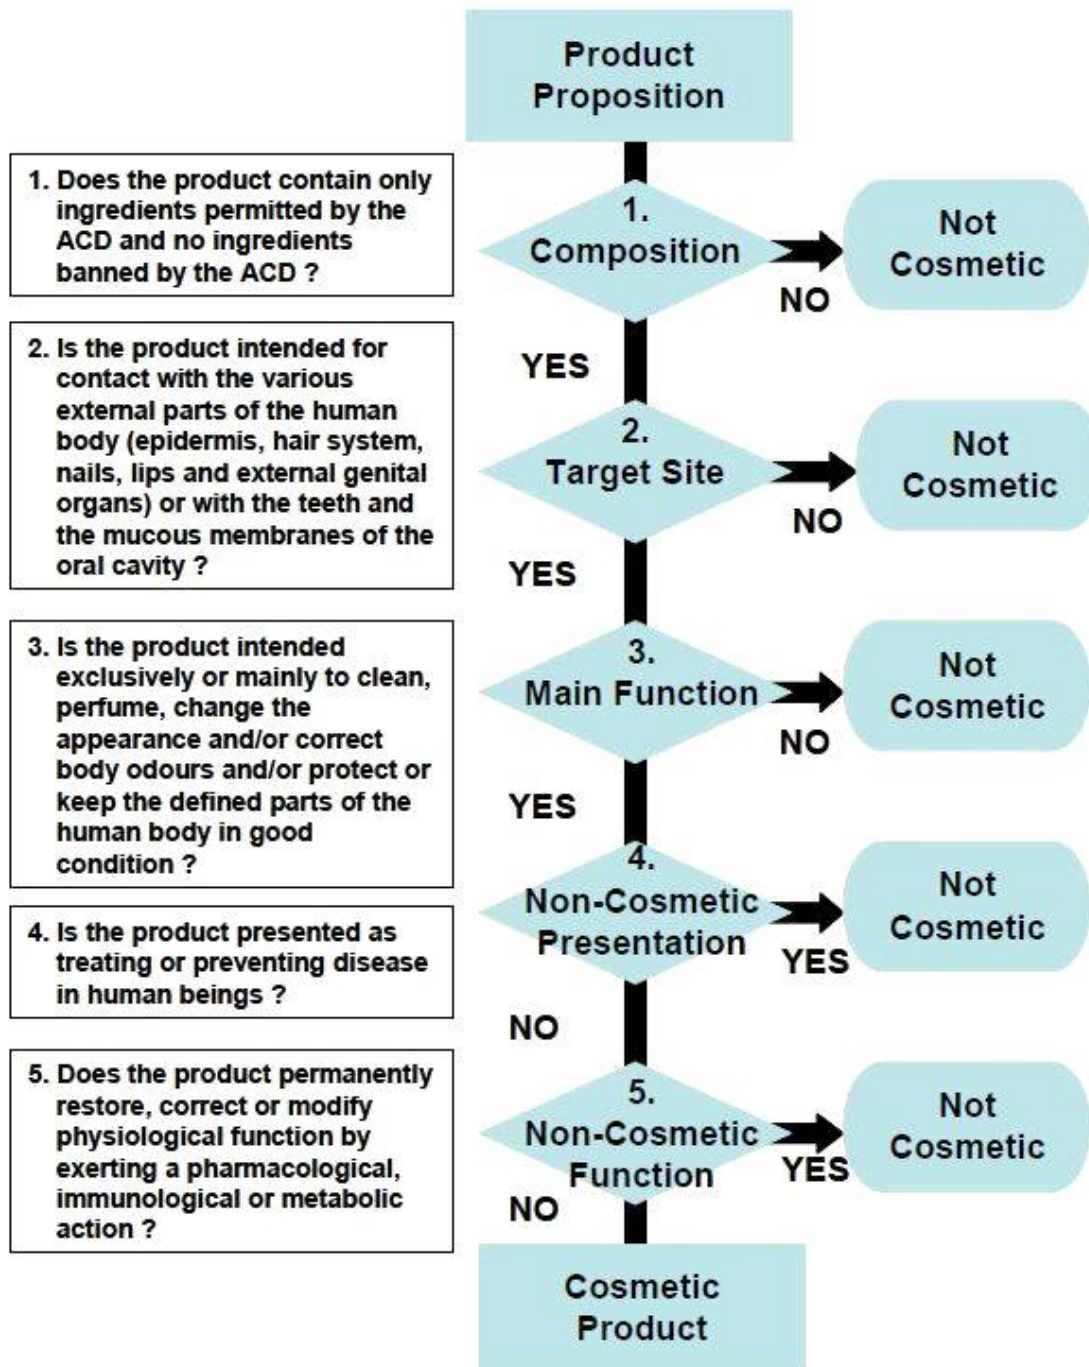 Product
Proposition
1. Does the product contain only
ingredients permitted by the
ACD and no ingredients
banned by the ACD ?
1.
Composition
Not
Cosmetic
NO
YES
2. Is the product intended for
contact with the various
external parts of the human
body (epidermis, hair system,
nails, lips and external genital
organs) or with the teeth and
the mucous membranes of the
oral cavity ?
2.
Target Site
Not
Cosmetic
NO
YES
3. Is the product intended
exclusively or mainly to clean,
perfume, change the
appearance and/or correct
body odours and/or protect or
keep the defined parts of the
human body in good
condition ?
3.
Main Function
Not
Cosmetic
NO
YES
4. Is the product presented as
treating or preventing disease
in human beings ?
4.
Non-Cosmetic
Presentation
Not
Cosmetic
YES
NO
5. Does the product permanently
restore, correct or modify
physiological function by
exerting a pharmacological,
immunological or metabolic
action ?
5.
Non-Cosmetic
Function
Not
Cosmetic
YES
NO
Cosmetic
Product